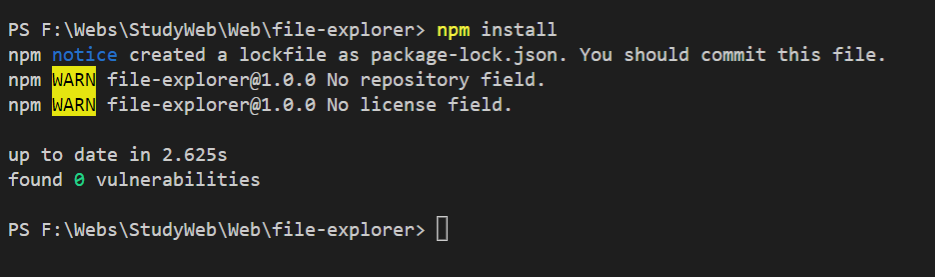 PS F:\Webs\StudyWeb\Web\file-explorer> npm install
npm notice created a lockfile as package-lock.json. You should commit this file.
npm WARN file-explorer@1.0.0 No repository field.
npm WARN file-explorer@1.0.0 No license field.
up to date in 2.625s
found 0 vulnerabilities
PS F:\Webs\StudyWeb\Web\file-explorer>